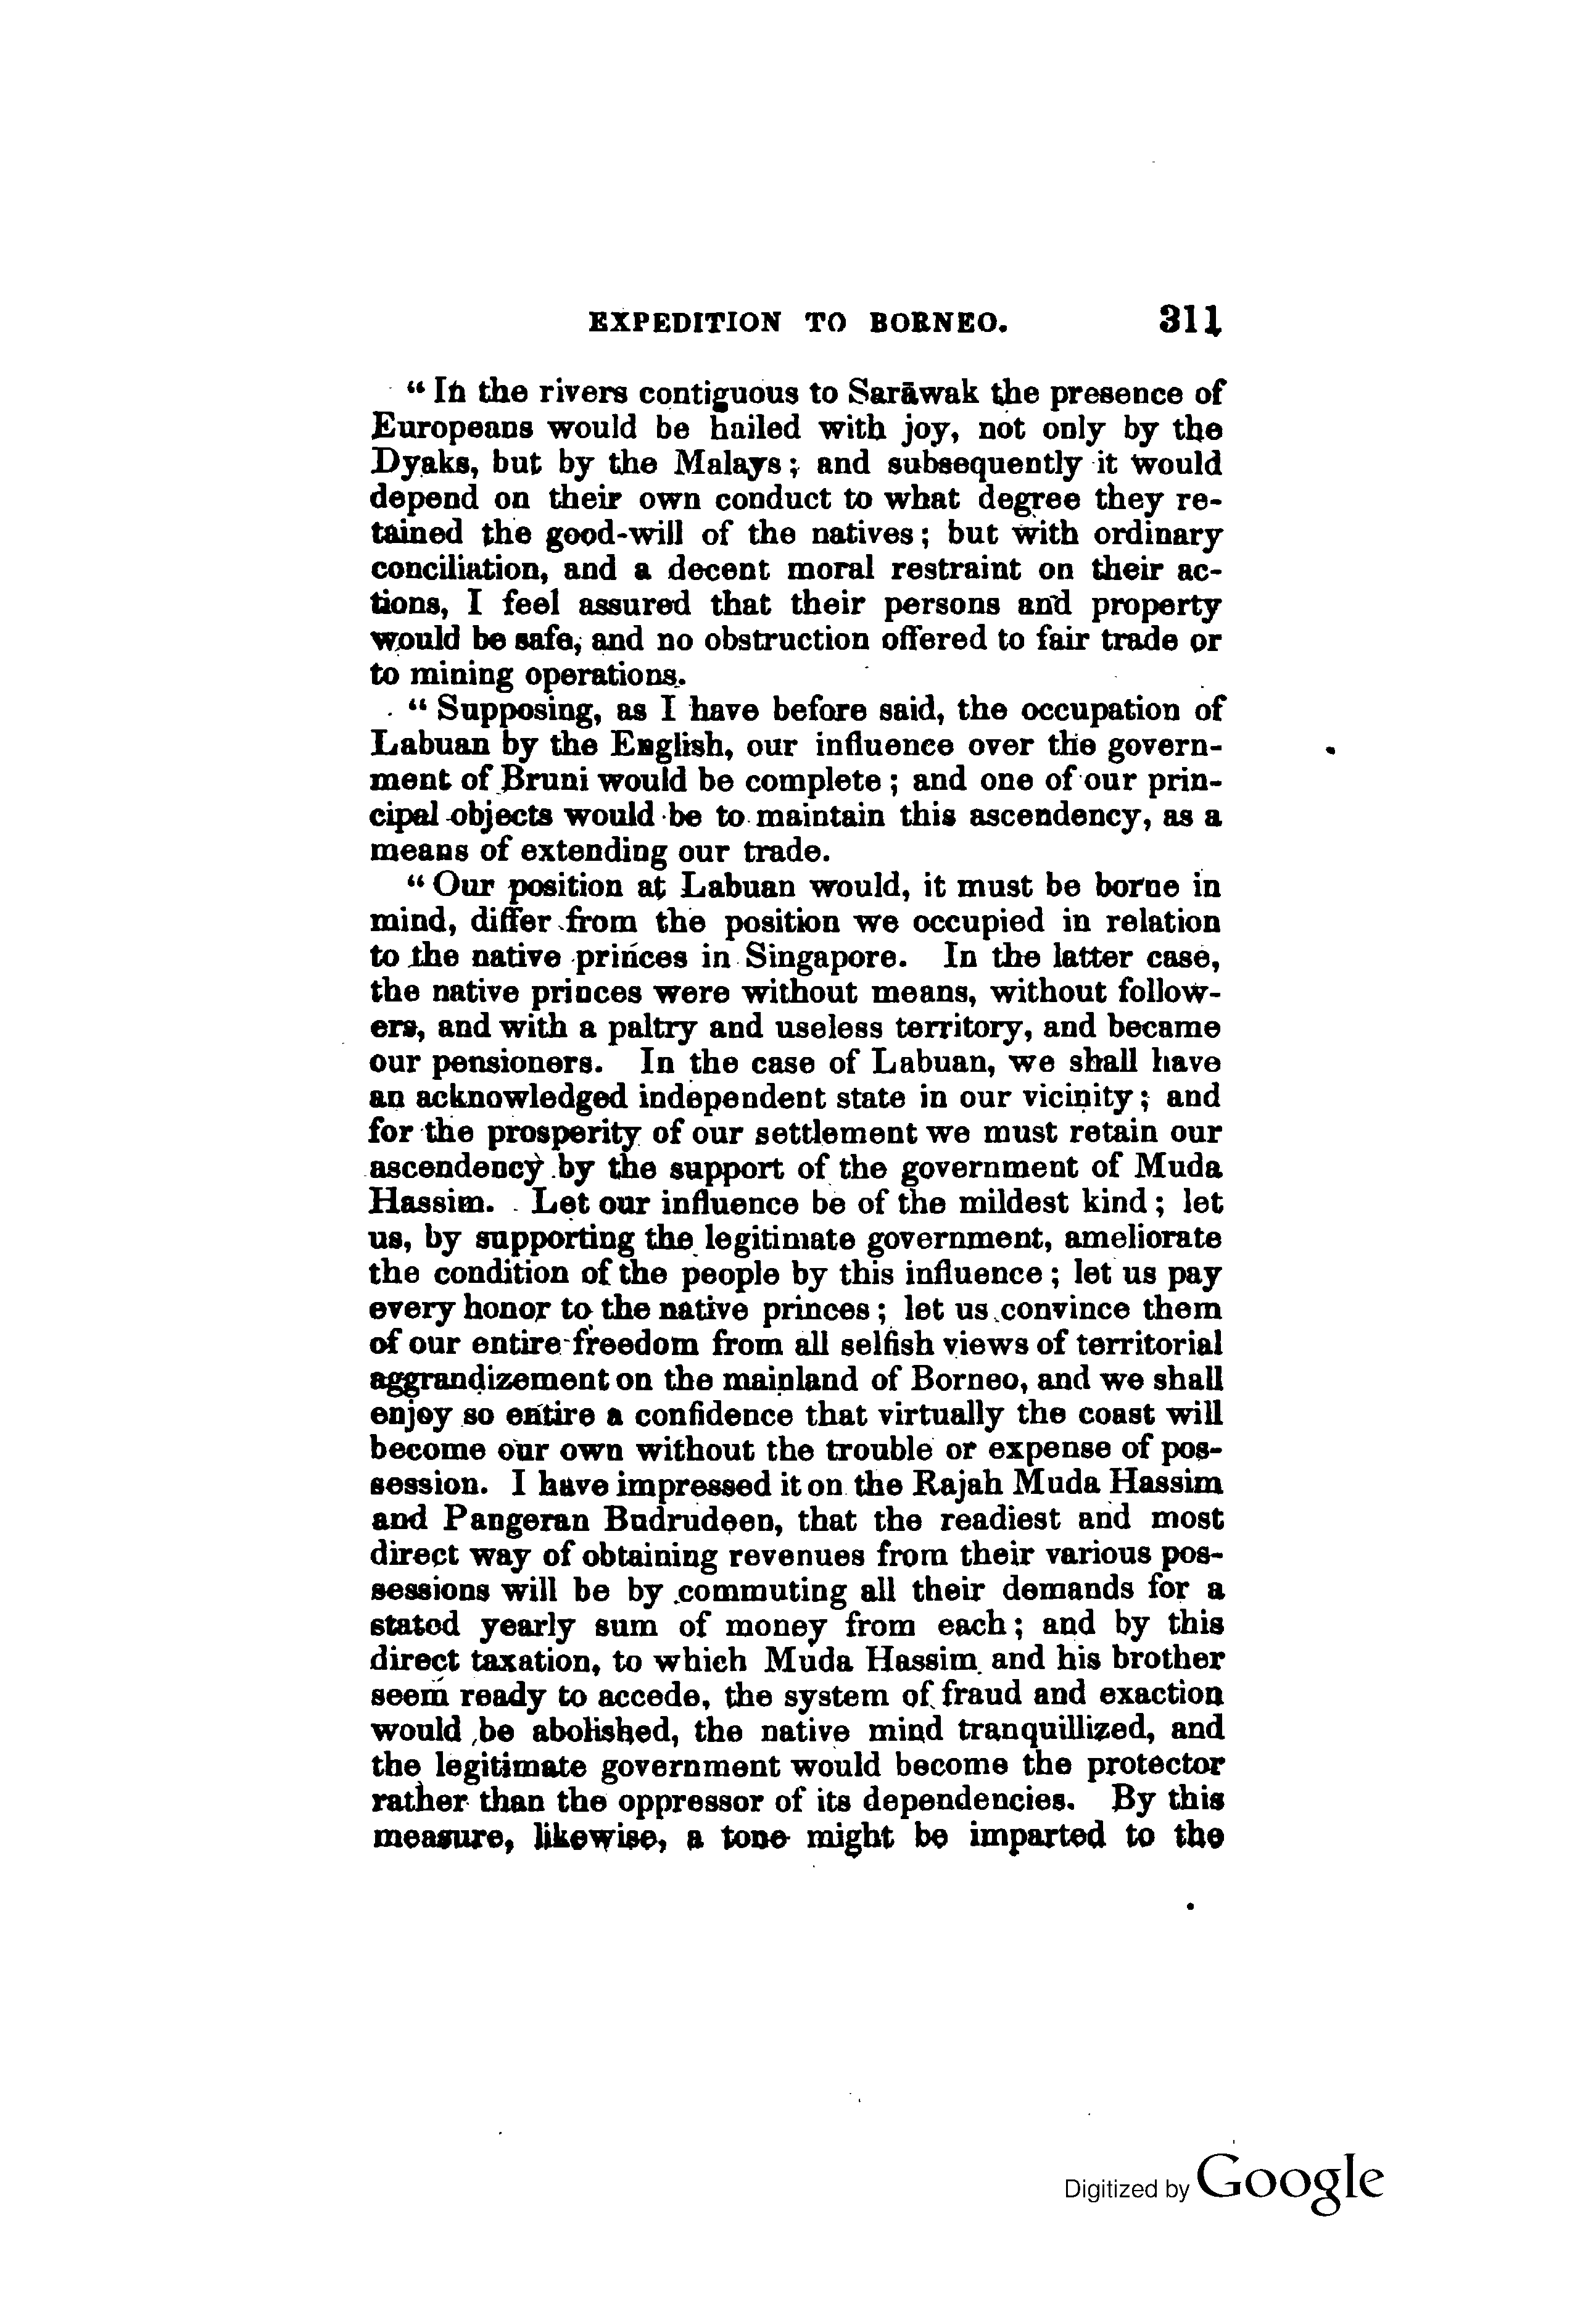 EXPEDITION TO BORNEO. 311
“ In the rivers contiguous to Sarāwak the presence of
Europeans would be hailed with joy, not only by the
Dyaks, but by the Malays; and subsequently it would
depend on their own conduct to what degree they re-
tained the good-will of the natives; but with ordinary
conciliation, and a decent moral restraint on their ac-
tions, I feel assured that their persons and property
would be safe, and no obstruction offered to fair trade or
to mining operations.
“ Supposing, as I have before said, the occupation of
Labuan by the English, our influence over the govern-
ment of Bruni would be complete; and one of our prin-
cipal objects would be to maintain this ascendency, as a
means of extending our trade.
“ Our position at Labuan would, it must be borne in
mind, differ from the position we occupied in relation
to the native princes in Singapore. In the latter case,
the native princes were without means, without follow-
ers, and with a paltry and useless territory, and became
our pensioners. In the case of Labuan, we shall have
an acknowledged independent state in our vicinity; and
for the prosperity of our settlement we must retain our
ascendency by the support of the government of Muda
Hassim. Let our influence be of the mildest kind; let
us, by supporting the legitimate government, ameliorate
the condition of the people by this influence; let us pay
every honor to the native princes; let us convince them
of our entire freedom from all selfish views of territorial
aggrandizement on the mainland of Borneo, and we shall
enjoy so entire a confidence that virtually the coast will
become our own without the trouble or expense of pos-
session. I have impressed it on the Rajah Muda Hassim
and Pangeran Budrudeen, that the readiest and most
direct way of obtaining revenues from their various pos-
sessions will be by commuting all their demands for a
stated yearly sum of money from each; and by this
direct taxation, to which Muda Hassim and his brother
seem ready to accede, the system of fraud and exaction
would be abolished, the native mind tranquillized, and
the legitimate government would become the protector
rather than the oppressor of its dependencies. By this
measure, likewise, a tone might be imparted to the
Digitized by Google